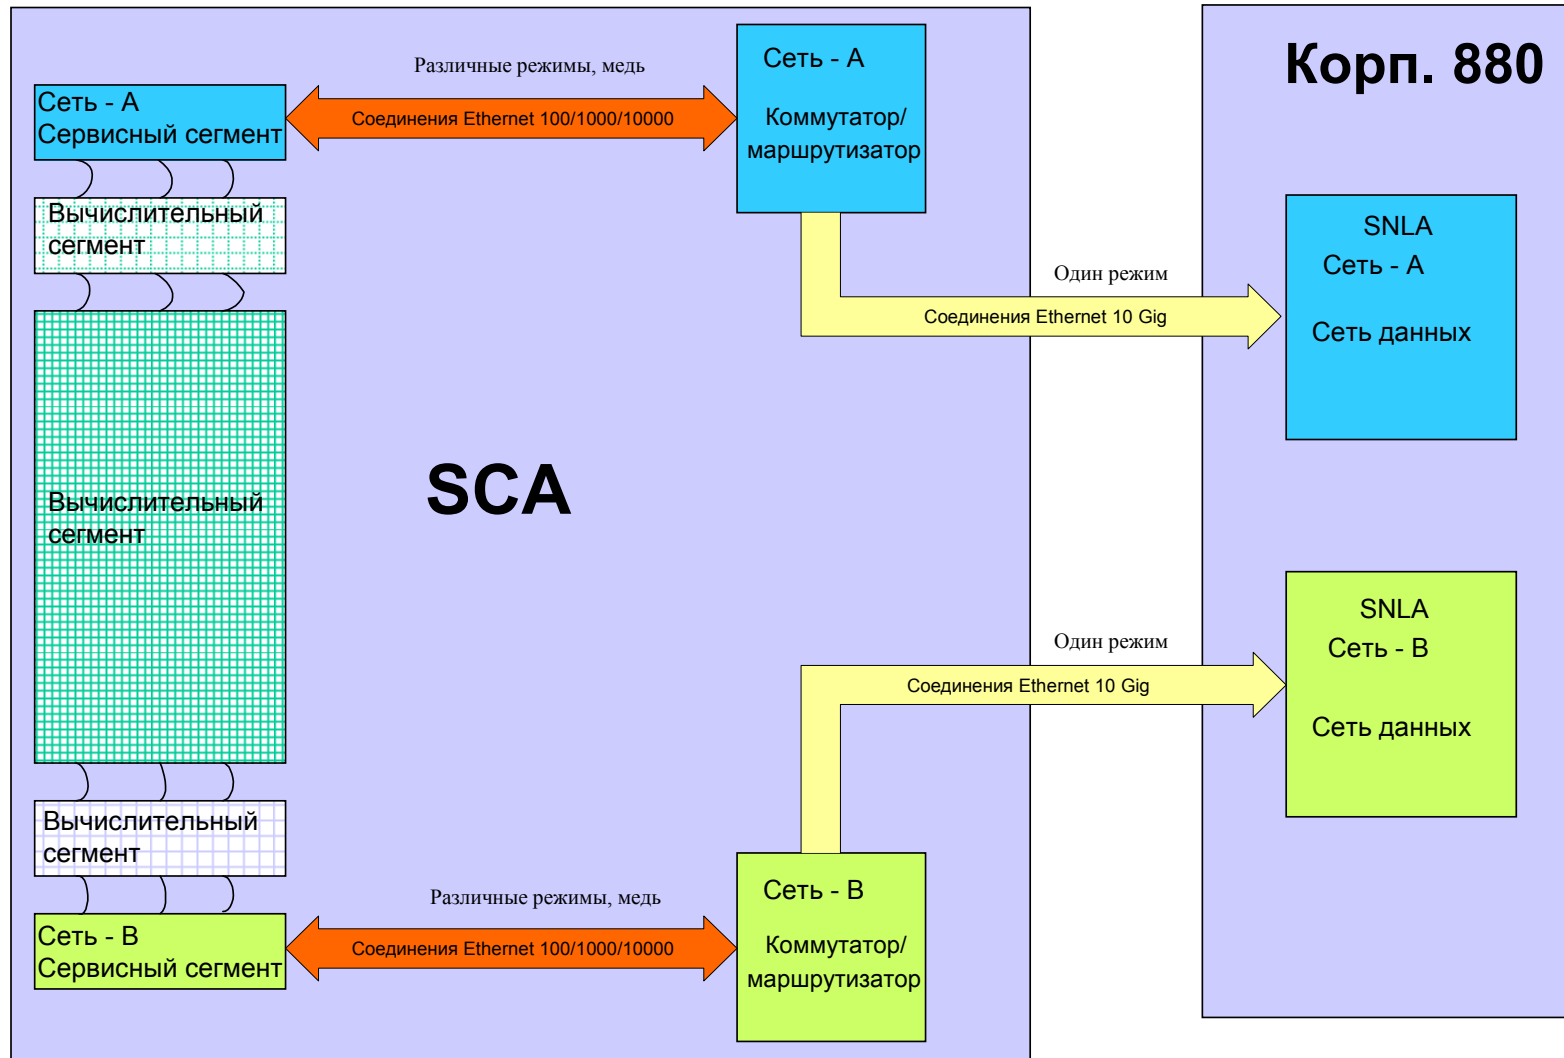 Сеть - А
Сервисный сегмент
Вычислительный
сегмент
Вычислительный
сегмент
Вычислительный
сегмент
Сеть - В
Сервисный сегмент
Различные режимы, медь
Соединения Ethernet 100/1000/10000
SCA
Различные режимы, медь
Соединения Ethernet 100/1000/10000
Сеть - А
Коммутатор/
маршрутизатор
Сеть - В
Коммутатор/
маршрутизатор
Один режим
Соединения Ethernet 10 Gig
Один режим
Соединения Ethernet 10 Gig
Корп. 880
SNLA
Сеть - А
Сеть данных
SNLA
Сеть - В
Сеть данных